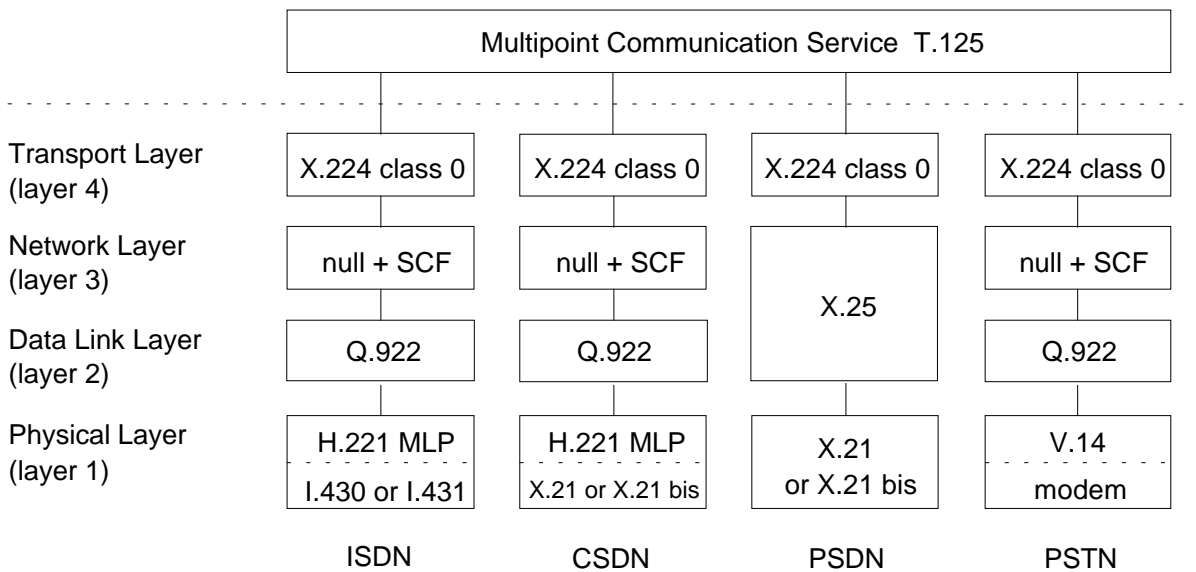 Multipoint Communication Service T.125
Transport Layer
(layer 4)
X.224 class 0
X.224 class 0
X.224 class 0
X.224 class 0
Network Layer
(layer 3)
null + SCF
null + SCF
X.25
null + SCF
Data Link Layer
(layer 2)
Q.922
Q.922
Q.922
Physical Layer
(layer 1)
H.221 MLP
I.430 or I.431
H.221 MLP
X.21 or X.21 bis
X.21
or X.21 bis
V.14
modem
ISDN
CSDN
PSDN
PSTN